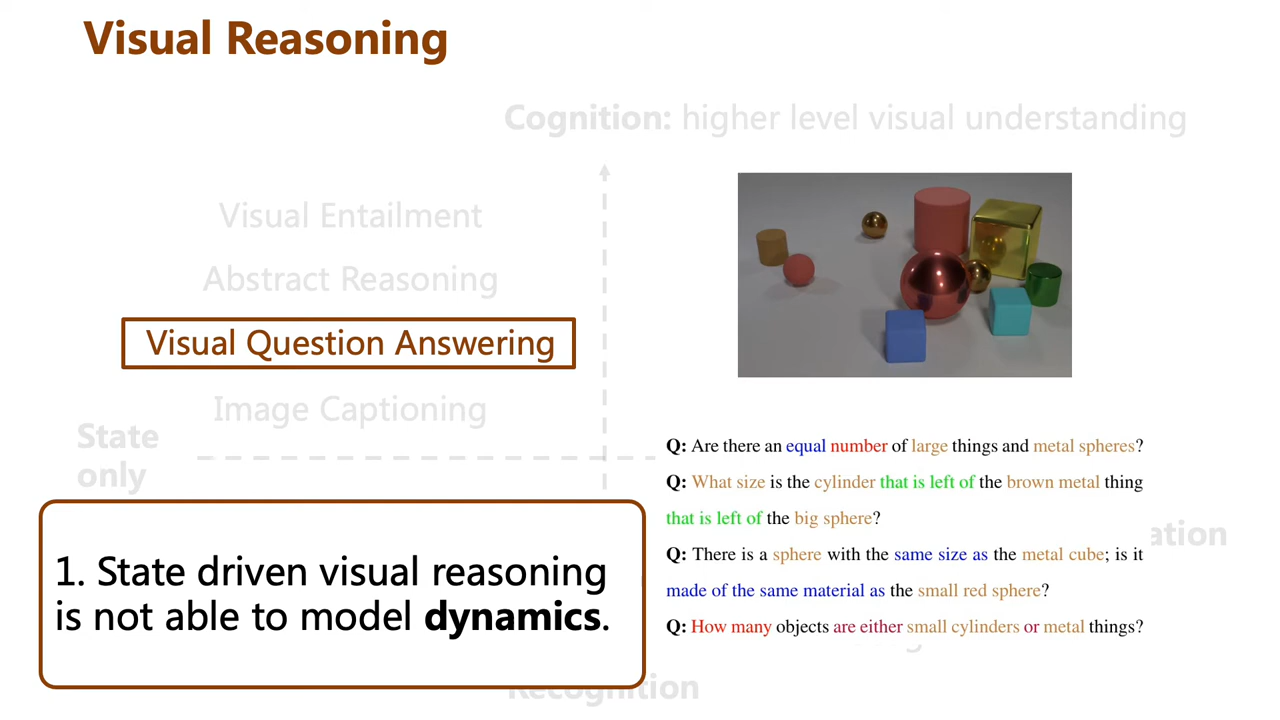 Visual Reasoning
Cognition: higher level visual understanding
Visual Entailment
Abstract Reasoning
Visual Question Answering
Image Captioning
State
only
1. State driven visual reasoning
is not able to model dynamics.
Q: Are there an equal number of large things and metal spheres?
Q: What size is the cylinder that is left of the brown metal thing
that is left of the big sphere?
Q: There is a sphere with the same size as the metal cube; is it
made of the same material as the small red sphere?
Q: How many objects are either small cylinders or metal things?
Recognition